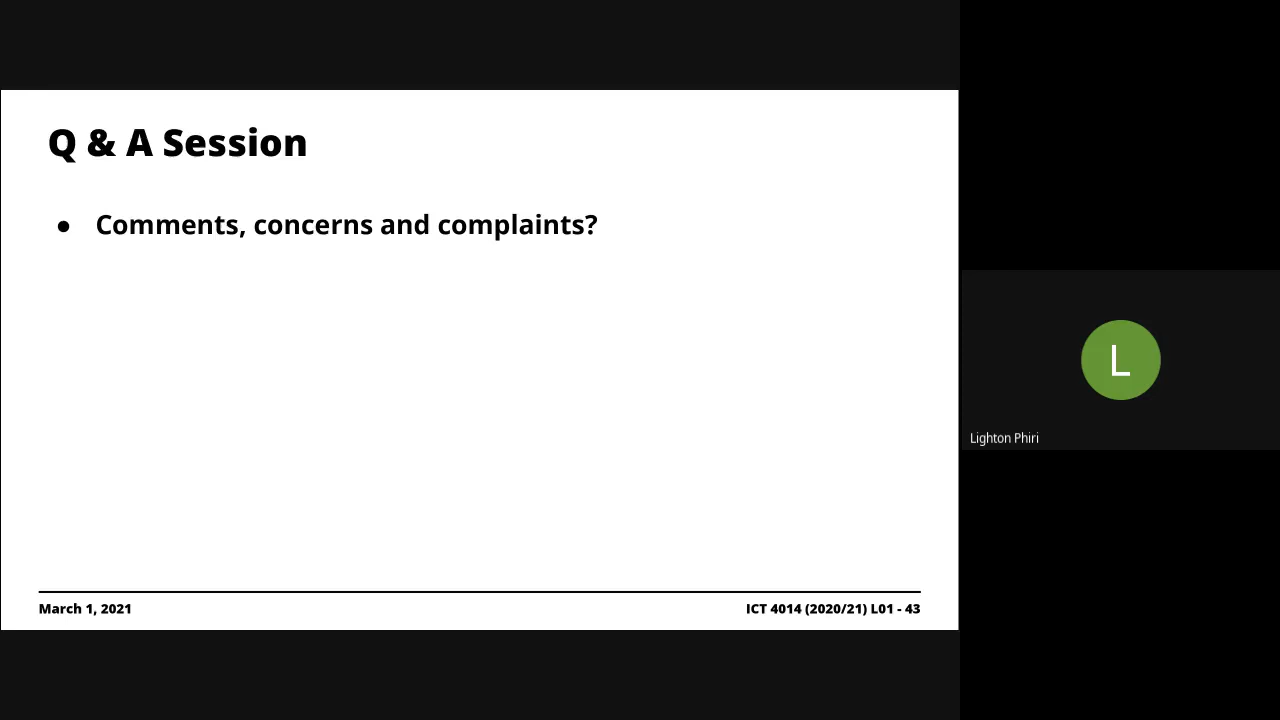 Q & A Session
● Comments, concerns and complaints?
March 1, 2021
ICT 4014 (2020/21) L01 - 43
L
Lighton Phiri